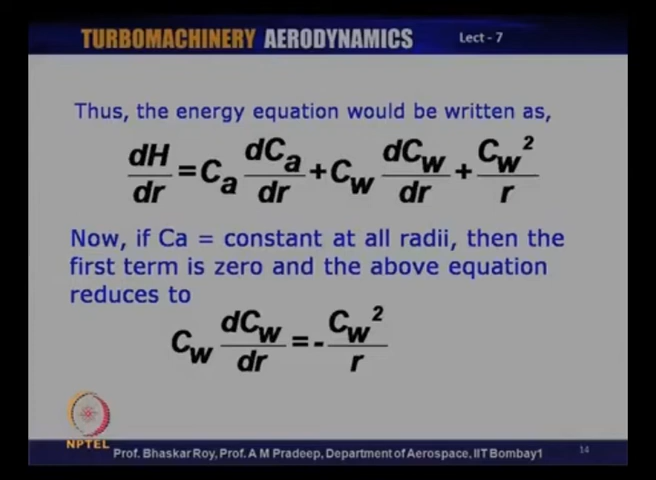 TURBOMACHINERY AERODYNAMICS Lect - 7
Thus, the energy equation would be written as,
dH/dr = Ca dCa/dr + Cw dCw/dr + Cw²/r
Now, if Ca = constant at all radii, then the
first term is zero and the above equation
reduces to
Cw dCw/dr = - Cw²/r
NPTEL
Prof. Bhaskar Roy, Prof. A M Pradeep, Department of Aerospace, IIT Bombay1 14